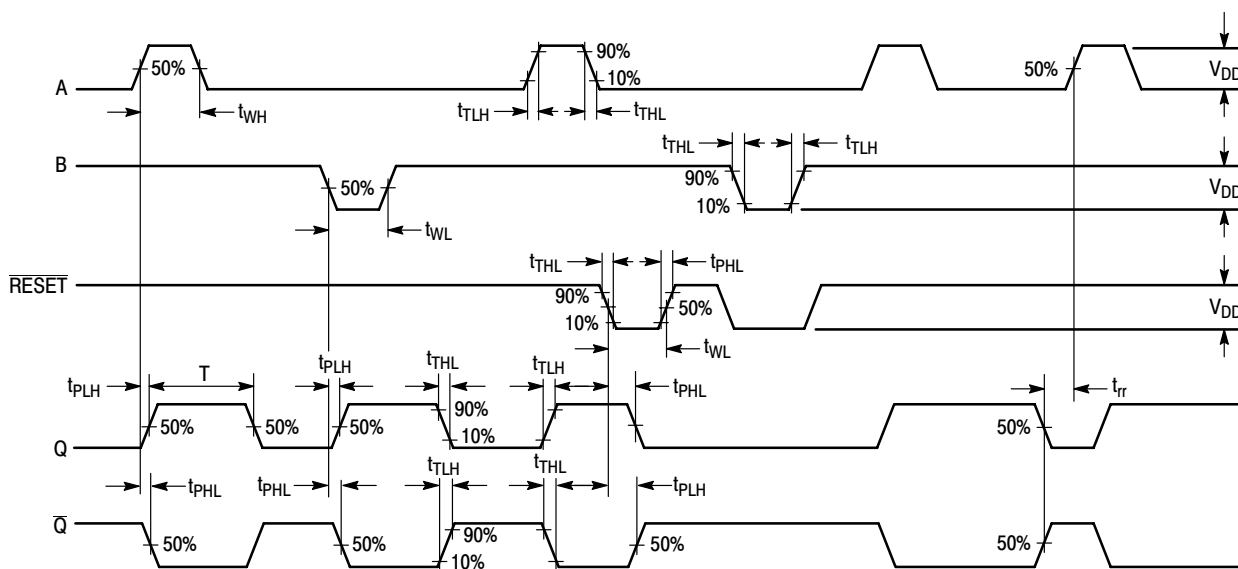 50% 90% 50%
A 10% V_DD
t_WH t_TLH t_THL
t_THL t_TLH
B 50% 90% V_DD
10%
t_WL
t_THL t_PHL
R̅E̅S̅E̅T̅ 90% 50% V_DD
10%
t_WL
t_PLH T t_PLH t_THL t_TLH t_PHL t_rr
50% 50% 50% 90% 50%
Q 10%
t_PHL t_PHL t_TLH t_THL t_PLH
Q̅ 50% 50% 90% 50% 50%
10%